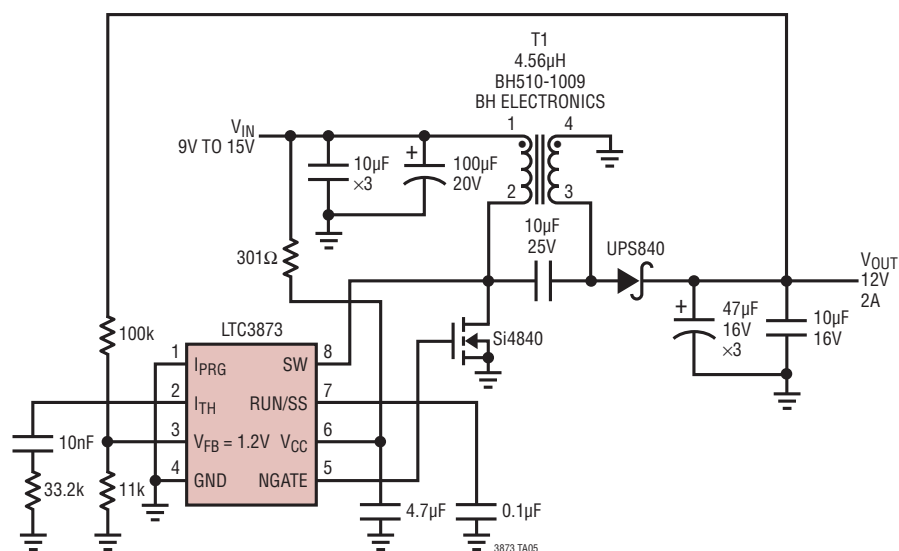 T1
4.56µH
BH510-1009
BH ELECTRONICS
1
4
VIN
9V TO 15V
10µF
×3
+
100µF
20V
2
3
10µF
25V
UPS840
VOUT
12V
2A
301Ω
+
47µF
16V
×3
10µF
16V
Si4840
100k
LTC3873
1
IPRG
SW
8
2
ITH
RUN/SS
7
3
VFB = 1.2V
VCC
6
4
GND
NGATE
5
10nF
33.2k
11k
4.7µF
0.1µF
3873 TA05